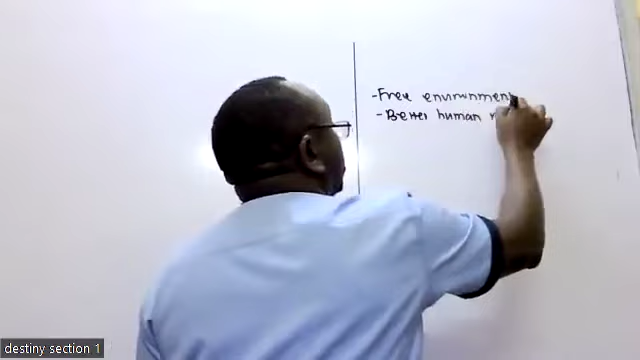 -Free environment
-Better human
destiny section 1